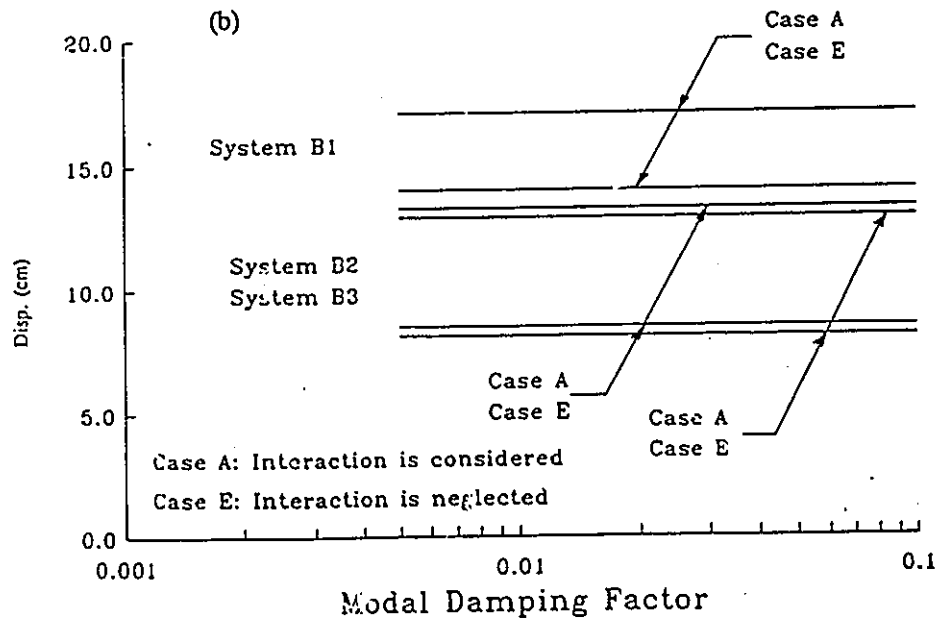 (b)
20.0
15.0
10.0
5.0
0.0
Disp. (cm)
Case A
Case E
System B1
System B2
System B3
Case A
Case E
Case A
Case E
Case A: Interaction is considered
Case E: Interaction is neglected
0.001
0.01
0.1
Modal Damping Factor